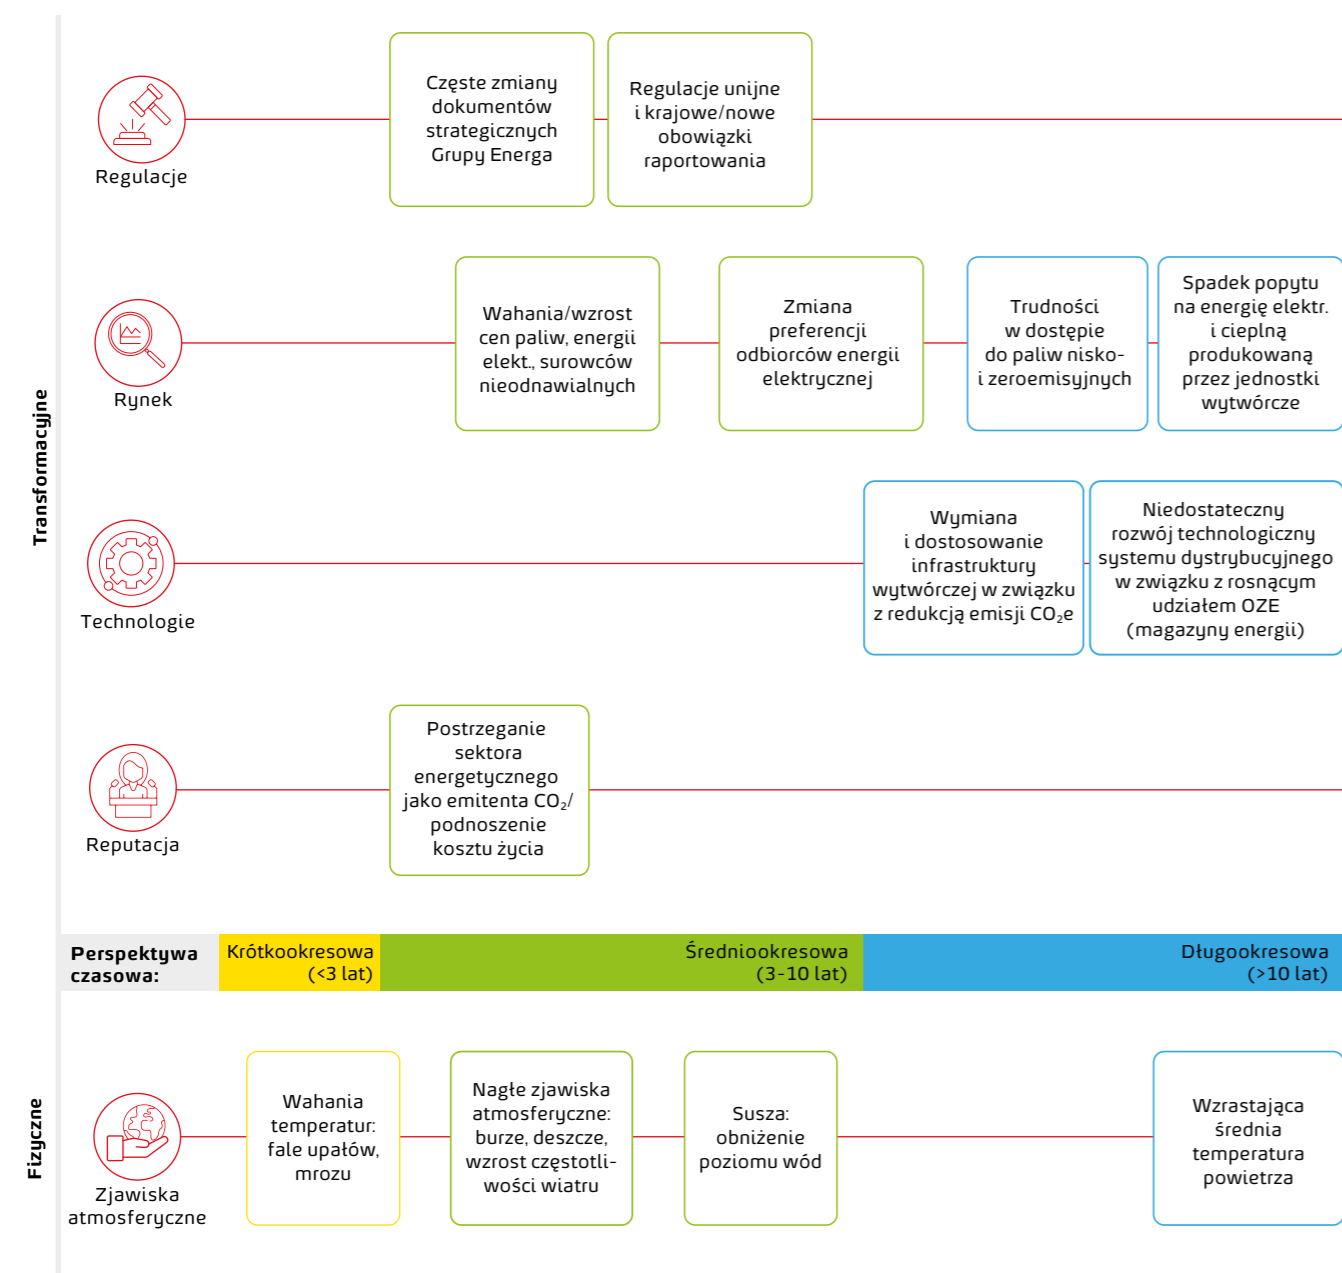 Transformacyjne
Regulacje
Częste zmiany
dokumentów
strategicznych
Grupy Energa
Regulacje unijne
i krajowe/nowe
obowiązki
raportowania
Rynek
Wahania/wzrost
cen paliw, energii
elekt., surowców
nieodnawialnych
Zmiana
preferencji
odbiorców energii
elektrycznej
Trudności
w dostępie
do paliw nisko-
i zeroemisyjnych
Spadek popytu
na energię elektr.
i cieplną
produkowaną
przez jednostki
wytwórcze
Technologie
Wymiana
i dostosowanie
infrastruktury
wytwórczej w związku
z redukcją emisji CO₂e
Niedostateczny
rozwój technologiczny
systemu dystrybucyjnego
w związku z rosnącym
udziałem OZE
(magazyny energii)
Reputacja
Postrzeganie
sektora
energetycznego
jako emitenta CO₂/
podnoszenie
kosztu życia
Perspektywa
czasowa:
Krótkookresowa
(<3 lat)
Średniookresowa
(3-10 lat)
Długookresowa
(>10 lat)
Fizyczne
Zjawiska
atmosferyczne
Wahania
temperatur:
fale upałów,
mrozu
Nagłe zjawiska
atmosferyczne:
burze, deszcze,
wzrost częstotli-
wości wiatru
Susza:
obniżenie
poziomu wód
Wzrastająca
średnia
temperatura
powietrza